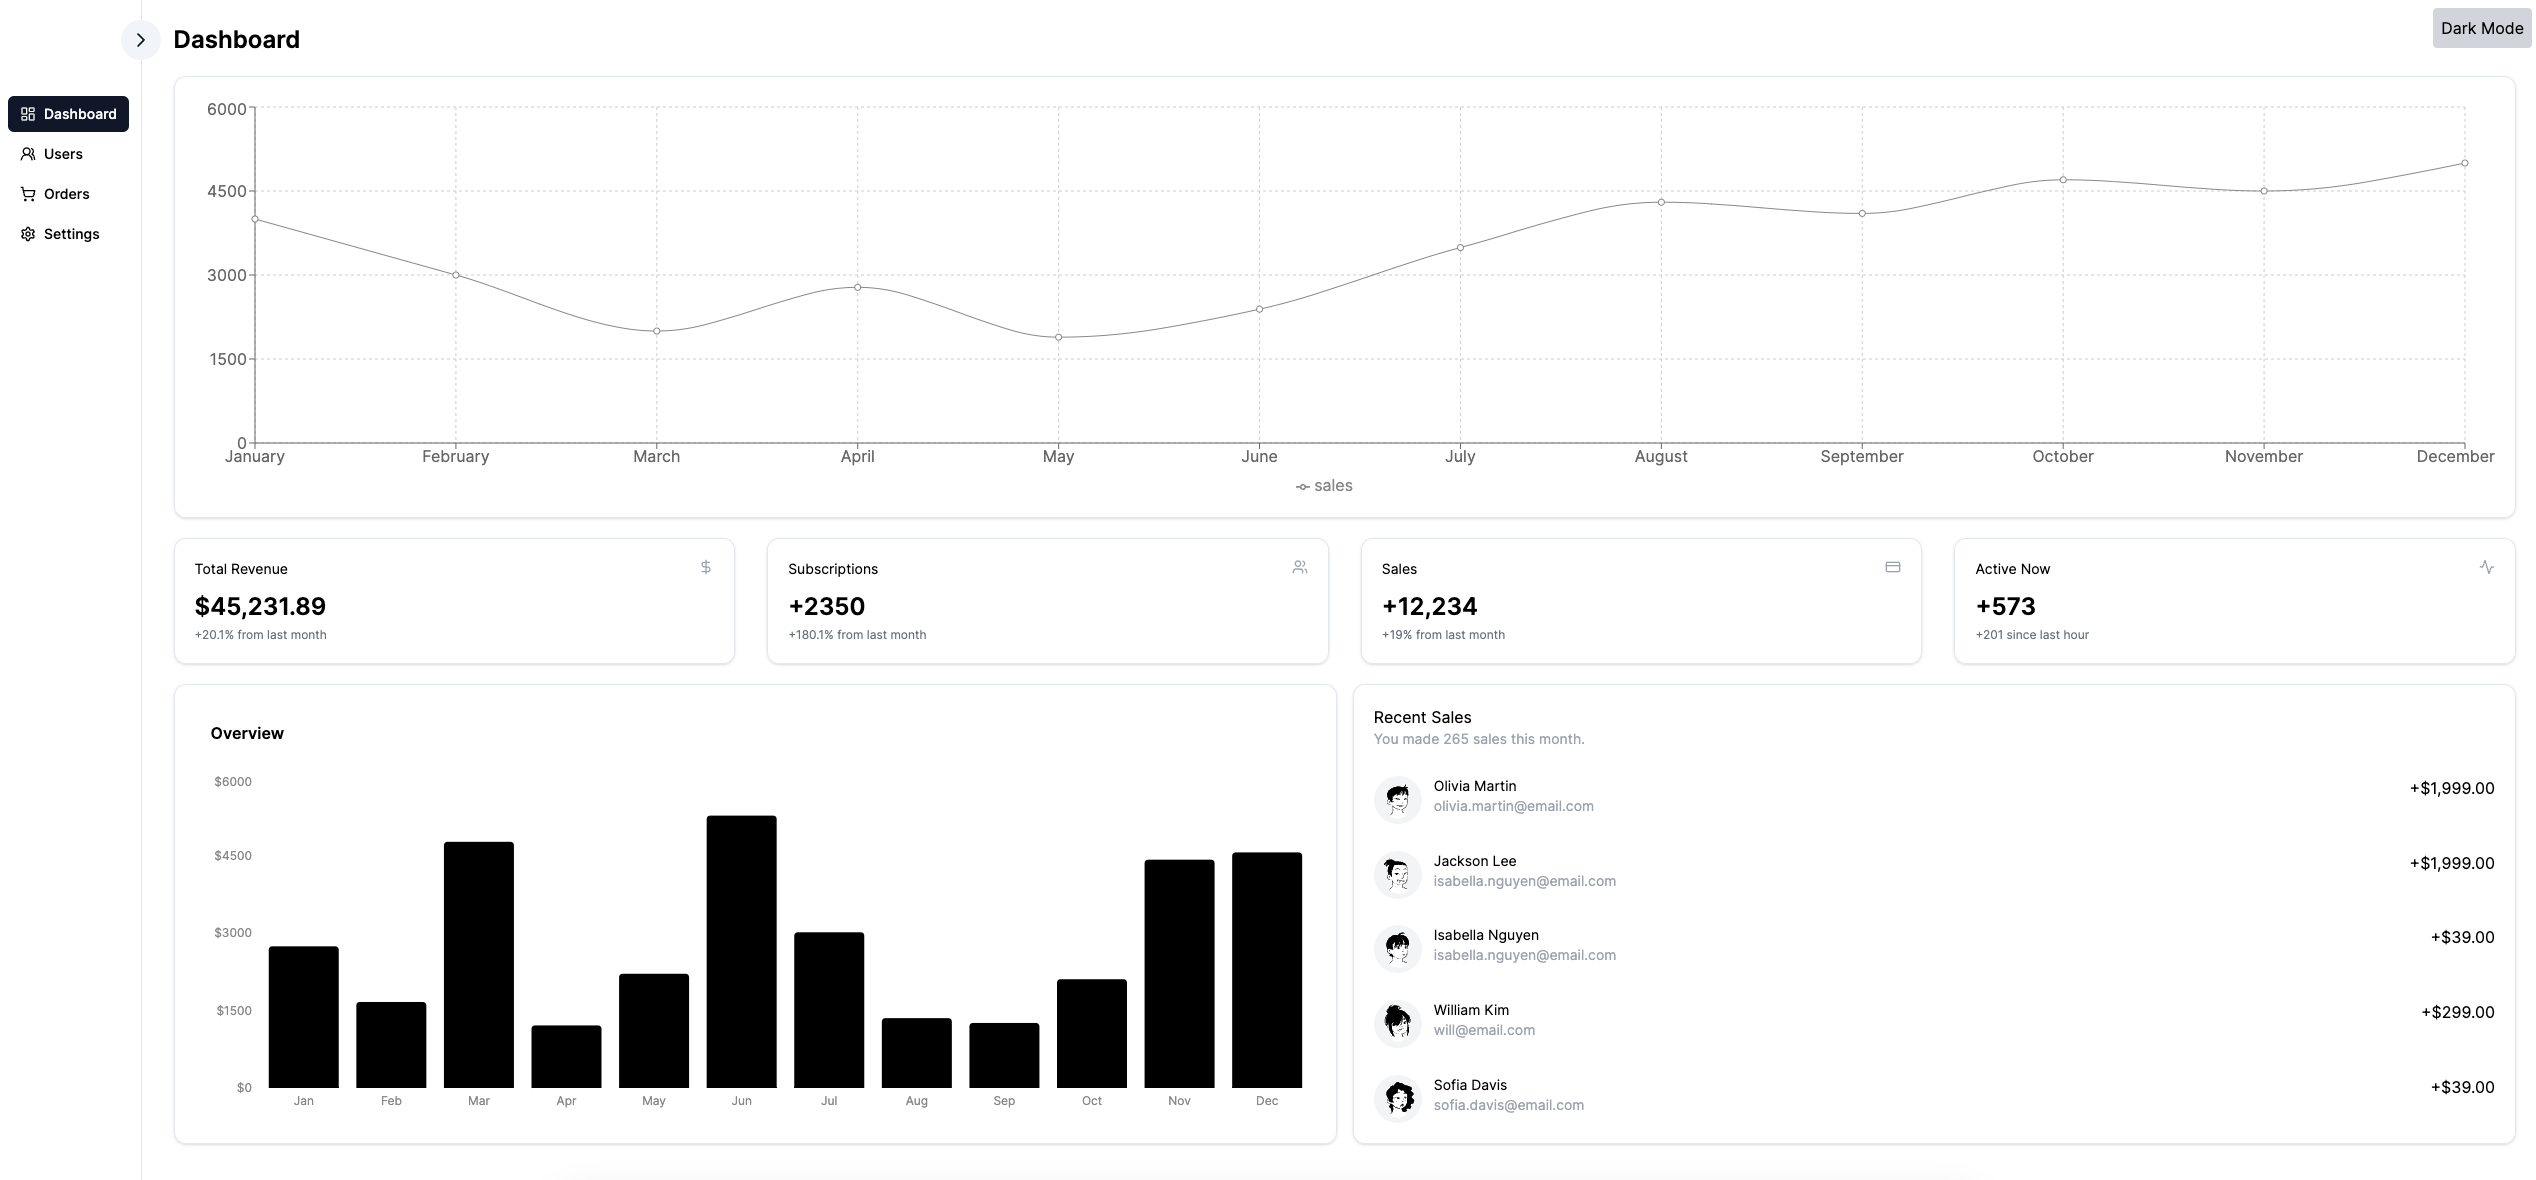 Dashboard
Dark Mode
Dashboard
Users
Orders
Settings
6000
4500
3000
1500
0
January February March April May June July August September October November December
sales
Total Revenue
$45,231.89
+20.1% from last month
Subscriptions
+2350
+180.1% from last month
Sales
+12,234
+19% from last month
Active Now
+573
+201 since last hour
Overview
$6000
$4500
$3000
$1500
$0
Jan Feb Mar Apr May Jun Jul Aug Sep Oct Nov Dec
Recent Sales
You made 265 sales this month.
Olivia Martin
olivia.martin@email.com
+$1,999.00
Jackson Lee
isabella.nguyen@email.com
+$1,999.00
Isabella Nguyen
isabella.nguyen@email.com
+$39.00
William Kim
will@email.com
+$299.00
Sofia Davis
sofia.davis@email.com
+$39.00